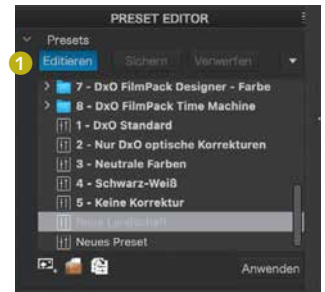 PRESET EDITOR
Presets
1 Editieren Sichern Verwerfen
7 - DxO FilmPack Designer - Farbe
8 - DxO FilmPack Time Machine
1 - DxO Standard
2 - Nur DxO optische Korrekturen
3 - Neutrale Farben
4 - Schwarz-Weiß
5 - Keine Korrektur
Neue Landschaft
Neues Preset
Anwenden